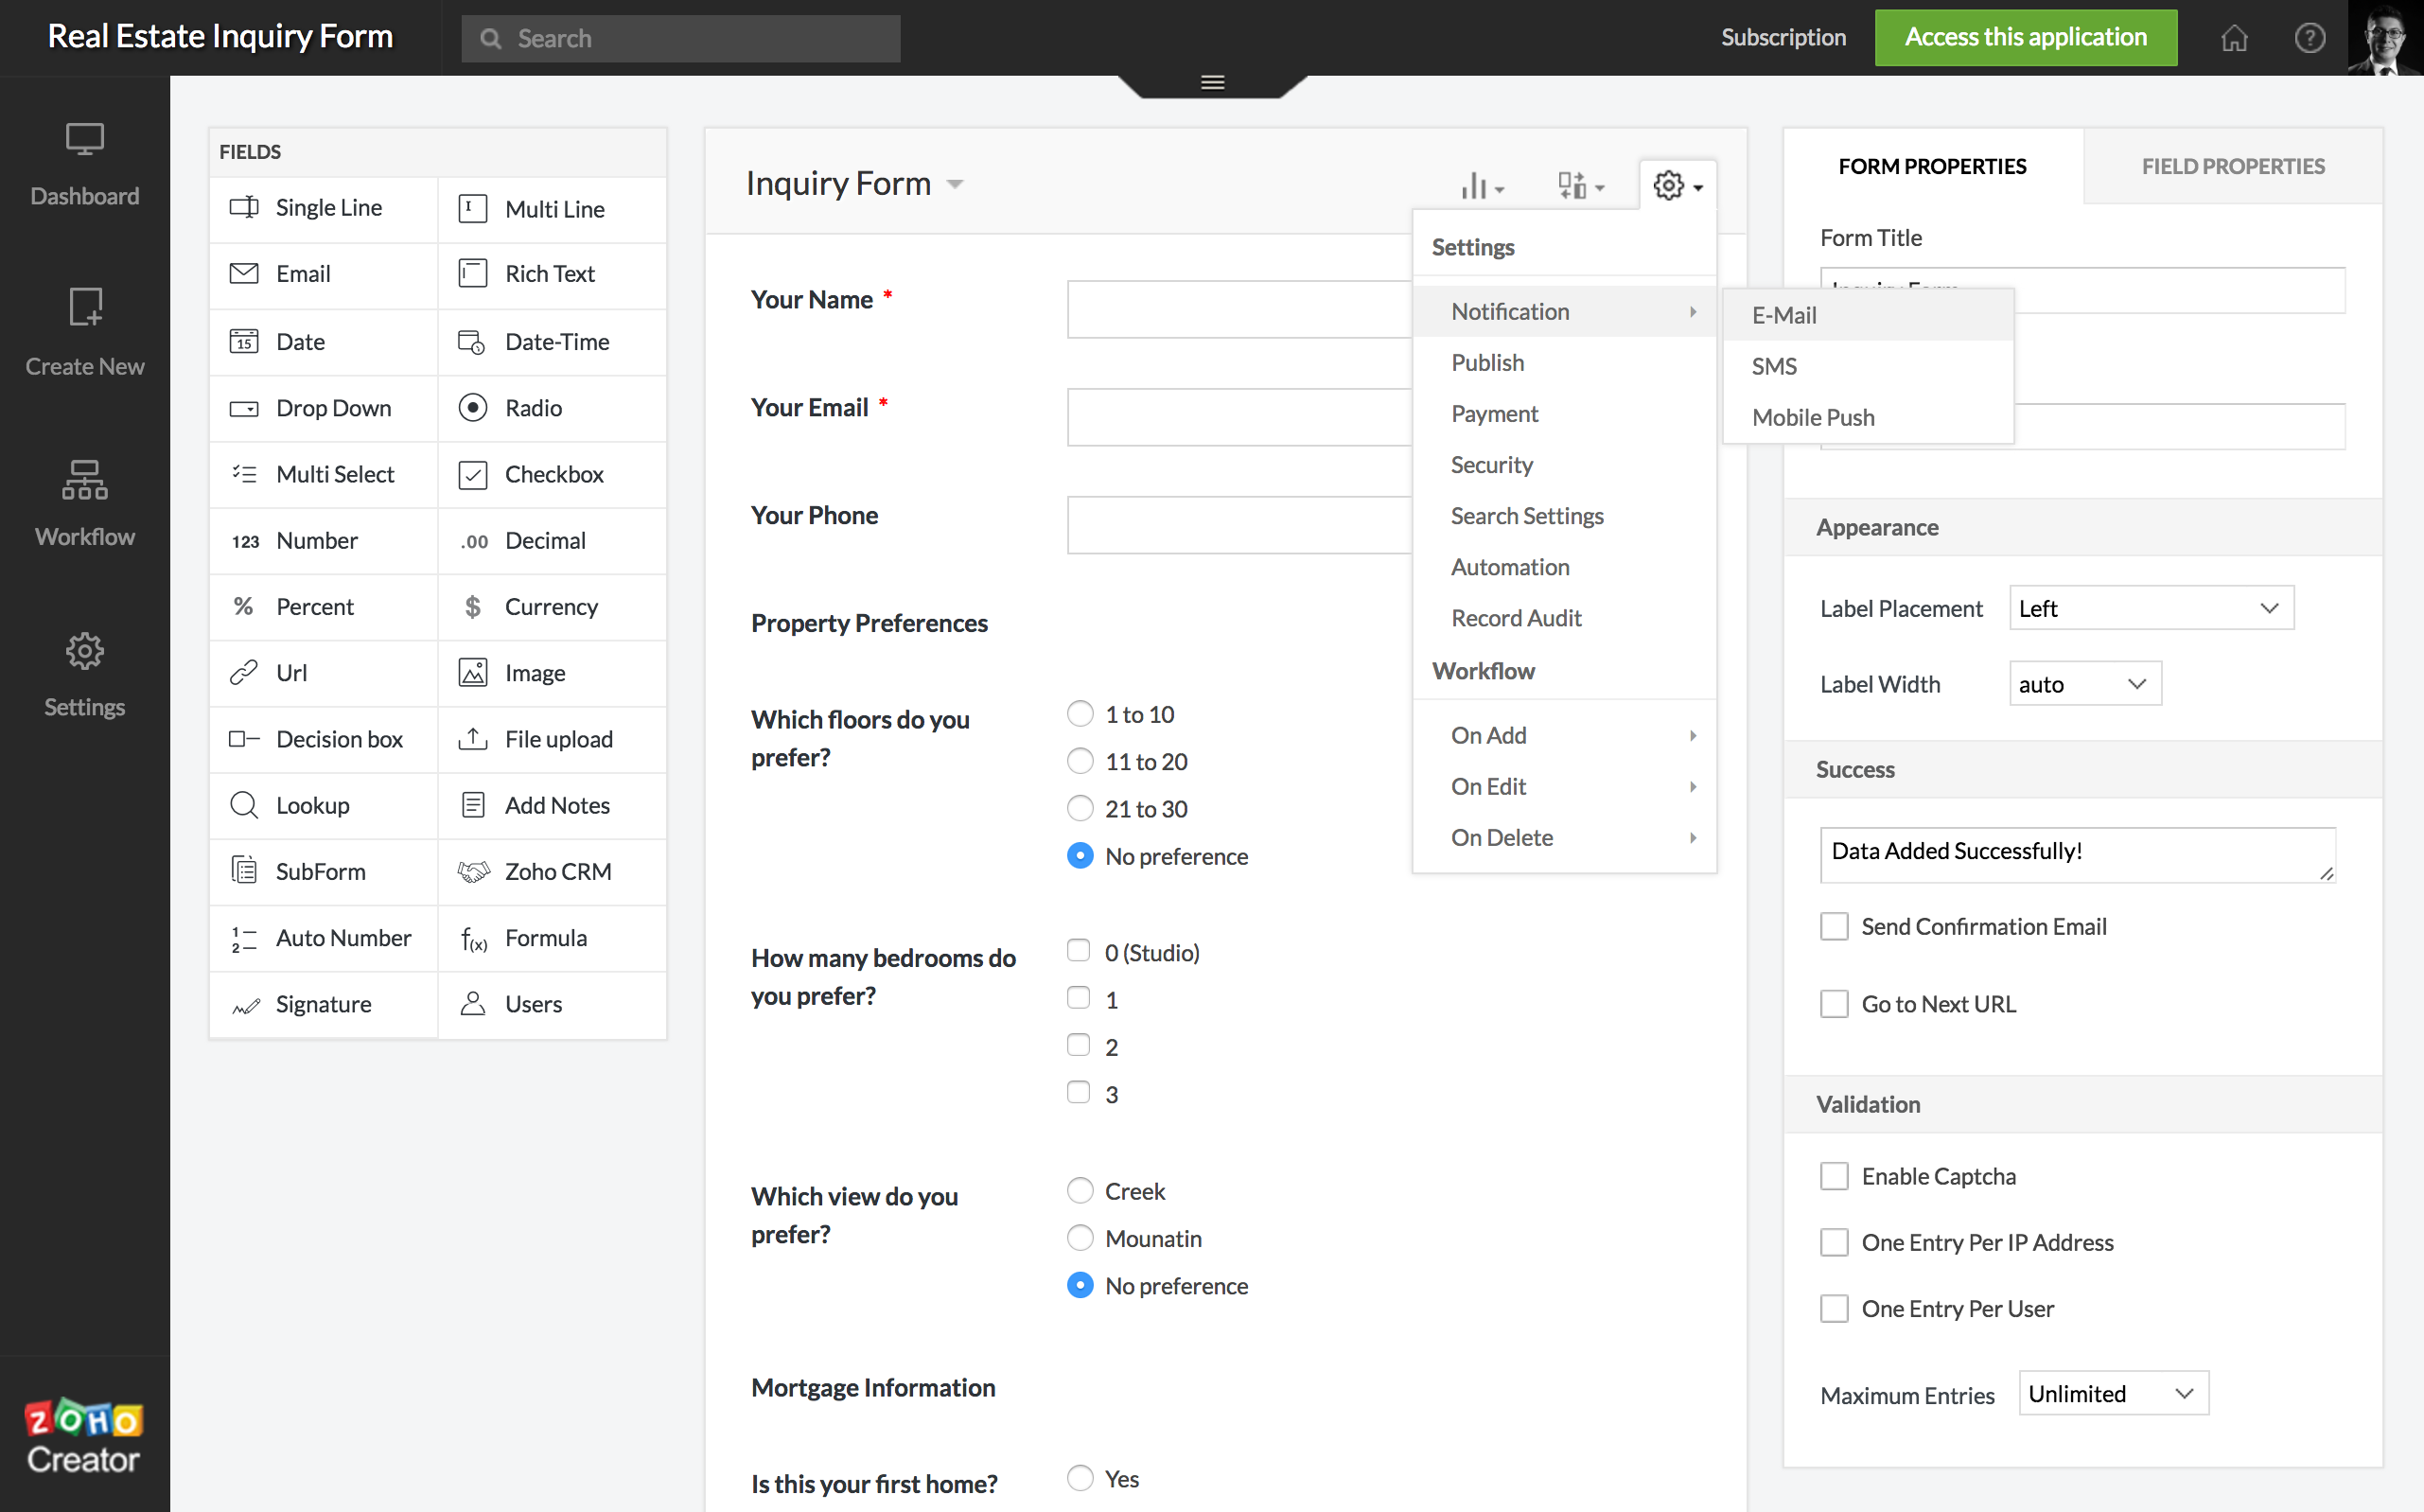 Real Estate Inquiry Form
Search
Subscription
Access this application
Dashboard
Create New
Workflow
Settings
ZOHO
Creator
FIELDS
Single Line
Multi Line
Email
Rich Text
15
Date
Date-Time
Drop Down
Radio
Multi Select
Checkbox
123
Number
.00
Decimal
%
Percent
$
Currency
Url
Image
Decision box
File upload
Lookup
Add Notes
SubForm
Zoho CRM
1
2
Auto Number
f(x)
Formula
Signature
Users
Inquiry Form
Your Name *
Your Email *
Your Phone
Property Preferences
Which floors do you
prefer?
1 to 10
11 to 20
21 to 30
No preference
How many bedrooms do
you prefer?
0 (Studio)
1
2
3
Which view do you
prefer?
Creek
Mounatin
No preference
Mortgage Information
Is this your first home?
Yes
Settings
Notification
Publish
Payment
Security
Search Settings
Automation
Record Audit
Workflow
On Add
On Edit
On Delete
E-Mail
SMS
Mobile Push
FORM PROPERTIES
FIELD PROPERTIES
Form Title
Appearance
Label Placement
Left
Label Width
auto
Success
Data Added Successfully!
Send Confirmation Email
Go to Next URL
Validation
Enable Captcha
One Entry Per IP Address
One Entry Per User
Maximum Entries
Unlimited